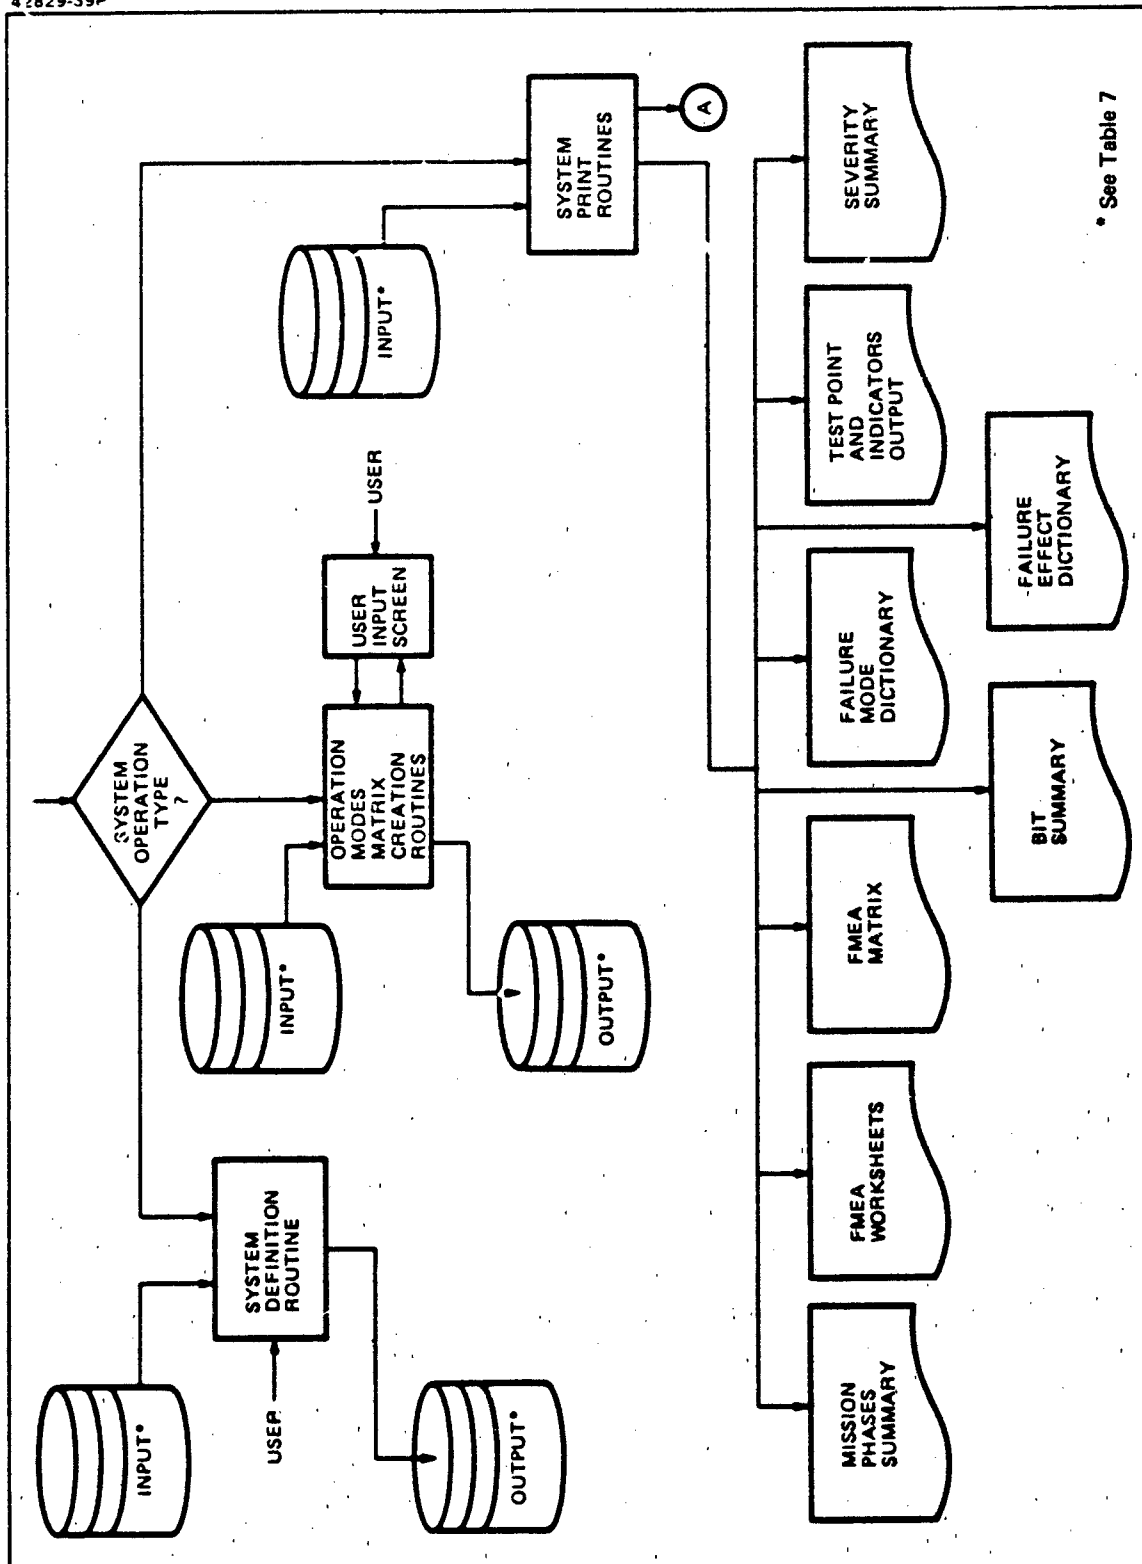 42829-39P
SYSTEM
OPERATION
TYPE
?
INPUT*
USER
SYSTEM
DEFINITION
ROUTINE
OUTPUT*
INPUT*
OPERATION
MODES
MATRIX
CREATION
ROUTINES
USER
INPUT
SCREEN
USER
OUTPUT*
INPUT*
SYSTEM
PRINT
ROUTINES
A
MISSION
PHASES
SUMMARY
FMEA
WORKSHEETS
FMEA
MATRIX
BIT
SUMMARY
FAILURE
MODE
DICTIONARY
FAILURE
EFFECT
DICTIONARY
TEST POINT
AND
INDICATORS
OUTPUT
SEVERITY
SUMMARY
* See Table 7